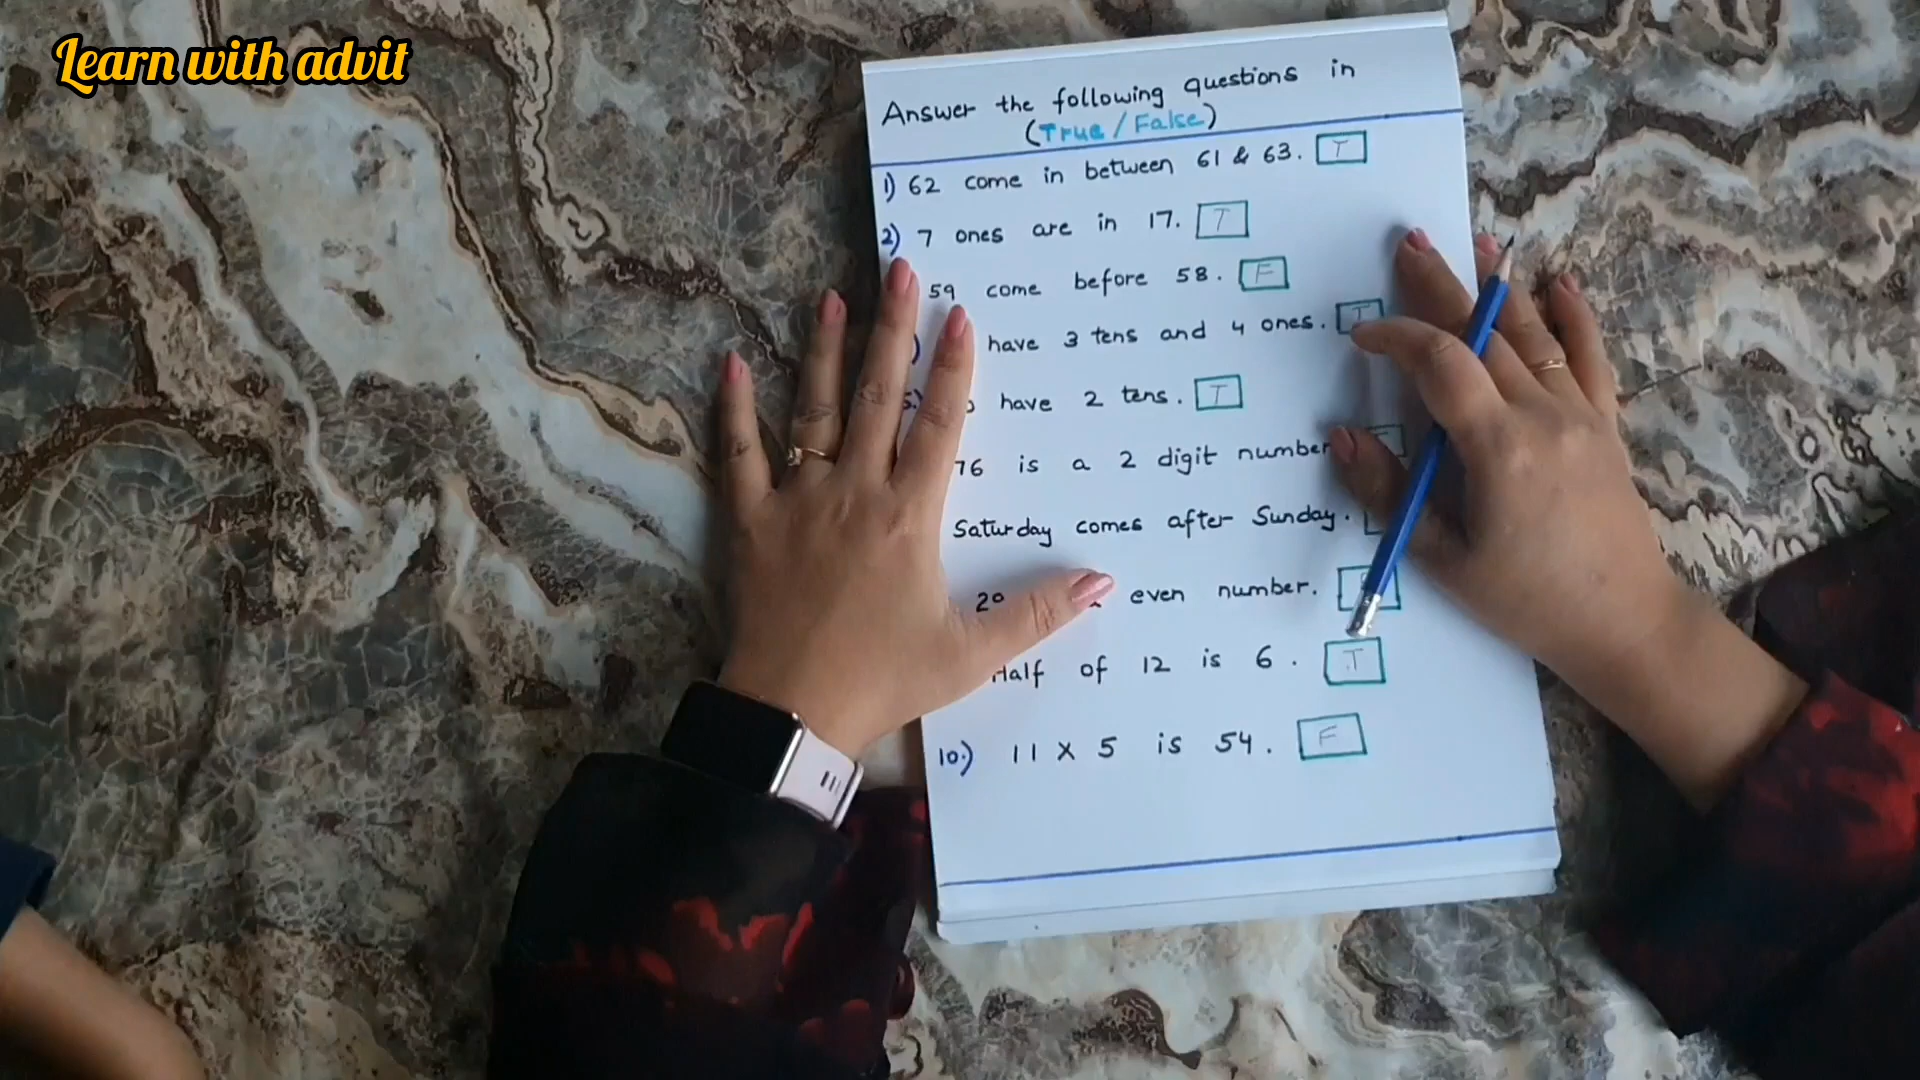 Learn with advit
Answer the following questions in
(True / False)
1) 62 come in between 61 & 63. T
2) 7 ones are in 17. T
59 come before 58. F
have 3 tens and 4 ones. T
5.) have 2 tens. T
76 is a 2 digit number
Saturday comes after Sunday.
20 even number.
Half of 12 is 6. T
10.) 11 X 5 is 54. F